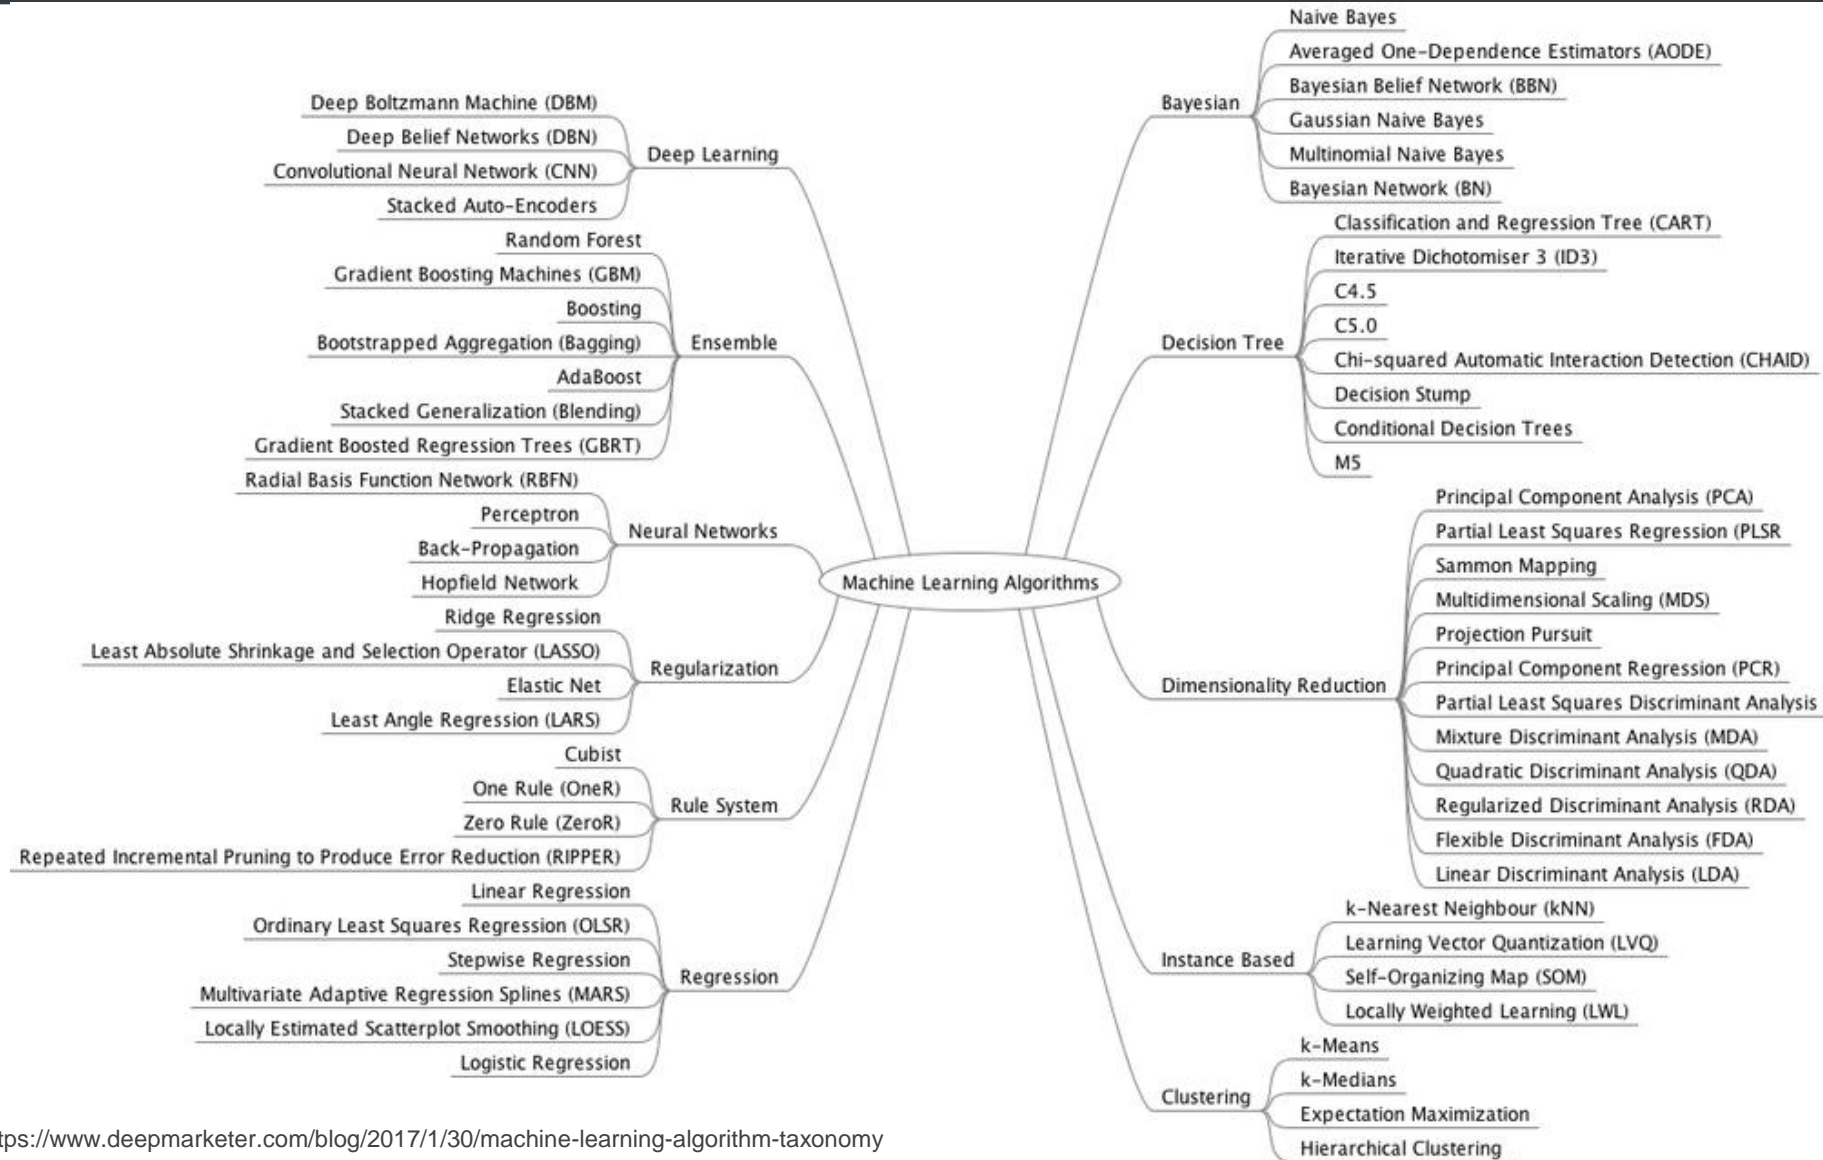 Deep Boltzmann Machine (DBM)
Deep Belief Networks (DBN)
Convolutional Neural Network (CNN)
Stacked Auto-Encoders
Deep Learning
Random Forest
Gradient Boosting Machines (GBM)
Boosting
Bootstrapped Aggregation (Bagging)
AdaBoost
Stacked Generalization (Blending)
Gradient Boosted Regression Trees (GBRT)
Ensemble
Radial Basis Function Network (RBFN)
Perceptron
Back-Propagation
Hopfield Network
Neural Networks
Ridge Regression
Least Absolute Shrinkage and Selection Operator (LASSO)
Elastic Net
Least Angle Regression (LARS)
Regularization
Cubist
One Rule (OneR)
Zero Rule (ZeroR)
Repeated Incremental Pruning to Produce Error Reduction (RIPPER)
Rule System
Linear Regression
Ordinary Least Squares Regression (OLSR)
Stepwise Regression
Multivariate Adaptive Regression Splines (MARS)
Locally Estimated Scatterplot Smoothing (LOESS)
Logistic Regression
Regression
Machine Learning Algorithms
Bayesian
Naive Bayes
Averaged One-Dependence Estimators (AODE)
Bayesian Belief Network (BBN)
Gaussian Naive Bayes
Multinomial Naive Bayes
Bayesian Network (BN)
Decision Tree
Classification and Regression Tree (CART)
Iterative Dichotomiser 3 (ID3)
C4.5
C5.0
Chi-squared Automatic Interaction Detection (CHAID)
Decision Stump
Conditional Decision Trees
M5
Dimensionality Reduction
Principal Component Analysis (PCA)
Partial Least Squares Regression (PLSR
Sammon Mapping
Multidimensional Scaling (MDS)
Projection Pursuit
Principal Component Regression (PCR)
Partial Least Squares Discriminant Analysis
Mixture Discriminant Analysis (MDA)
Quadratic Discriminant Analysis (QDA)
Regularized Discriminant Analysis (RDA)
Flexible Discriminant Analysis (FDA)
Linear Discriminant Analysis (LDA)
Instance Based
k-Nearest Neighbour (kNN)
Learning Vector Quantization (LVQ)
Self-Organizing Map (SOM)
Locally Weighted Learning (LWL)
Clustering
k-Means
k-Medians
Expectation Maximization
Hierarchical Clustering
tps://www.deepmarketer.com/blog/2017/1/30/machine-learning-algorithm-taxonomy